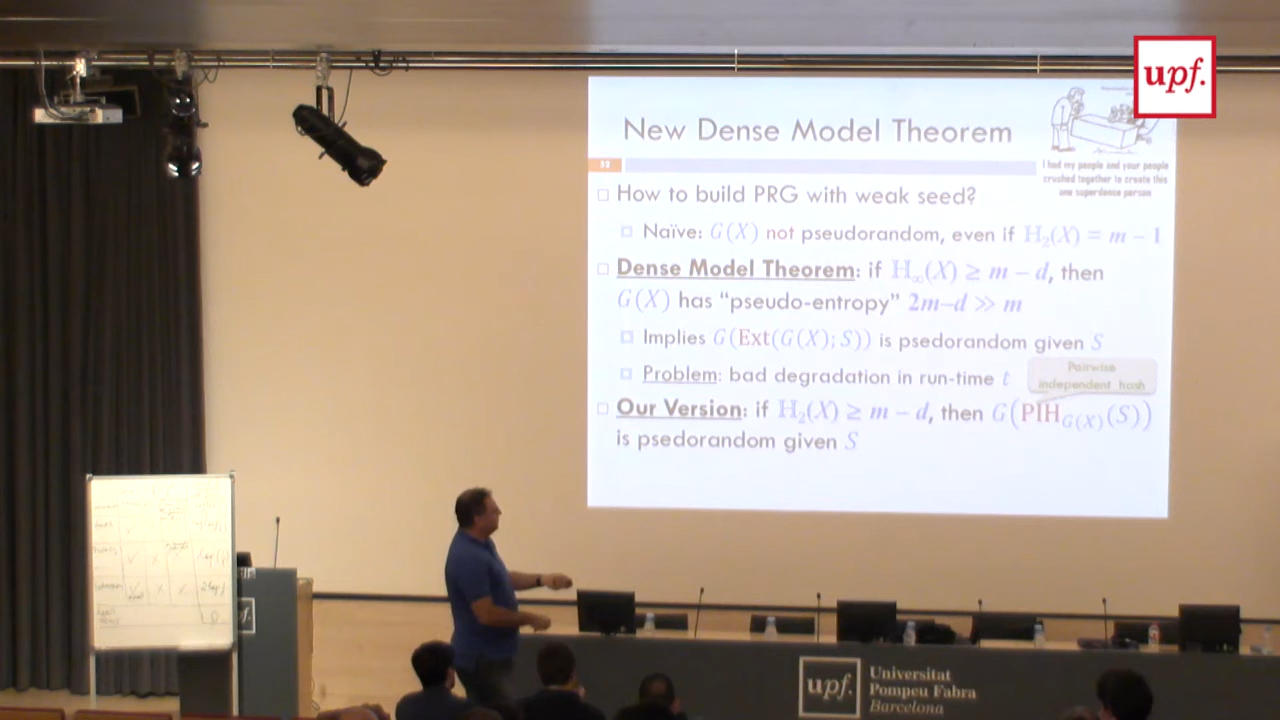 upf.
New Dense Model Theorem
32
I had my people and your people
crushed together to create this
one superdense person
How to build PRG with weak seed?
Naïve: G(X) not pseudorandom, even if H₂(X) = m − 1
Dense Model Theorem: if H∞(X) ≥ m − d, then
G(X) has “pseudo-entropy” 2m−d ≫ m
Implies G(Ext(G(X); S)) is psedorandom given S
Problem: bad degradation in run-time t
Pairwise
independent hash
Our Version: if H₂(X) ≥ m − d, then G(PIH_G(X)(S))
is psedorandom given S
upf.
Universitat
Pompeu Fabra
Barcelona